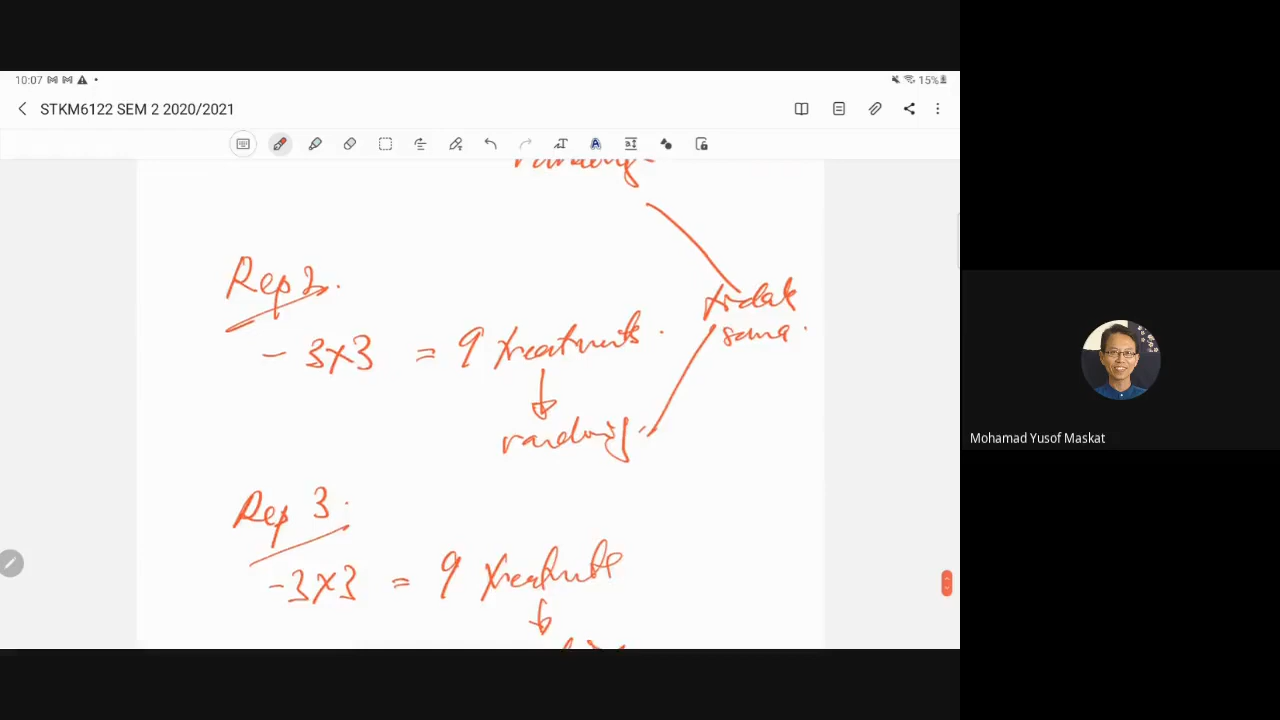 10:07
15%
STKM6122 SEM 2 2020/2021
Rep 2.
tidak
sama.
- 3x3 = 9 treatments.
Rep 3.
- 3x3 = 9 treatments
Mohamad Yusof Maskat